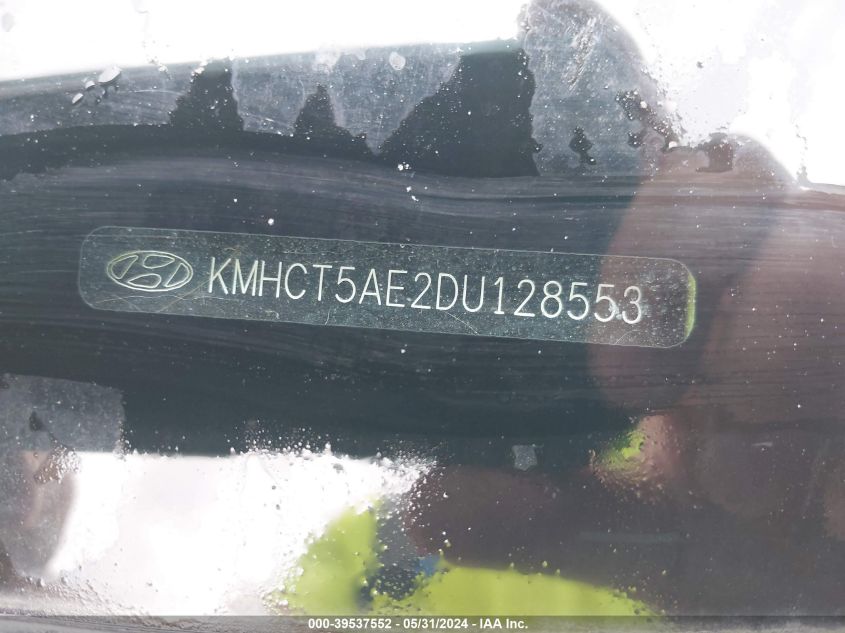 KMHCT5AE2DU128553
000-39537552 - 05/31/2024 - IAA Inc.